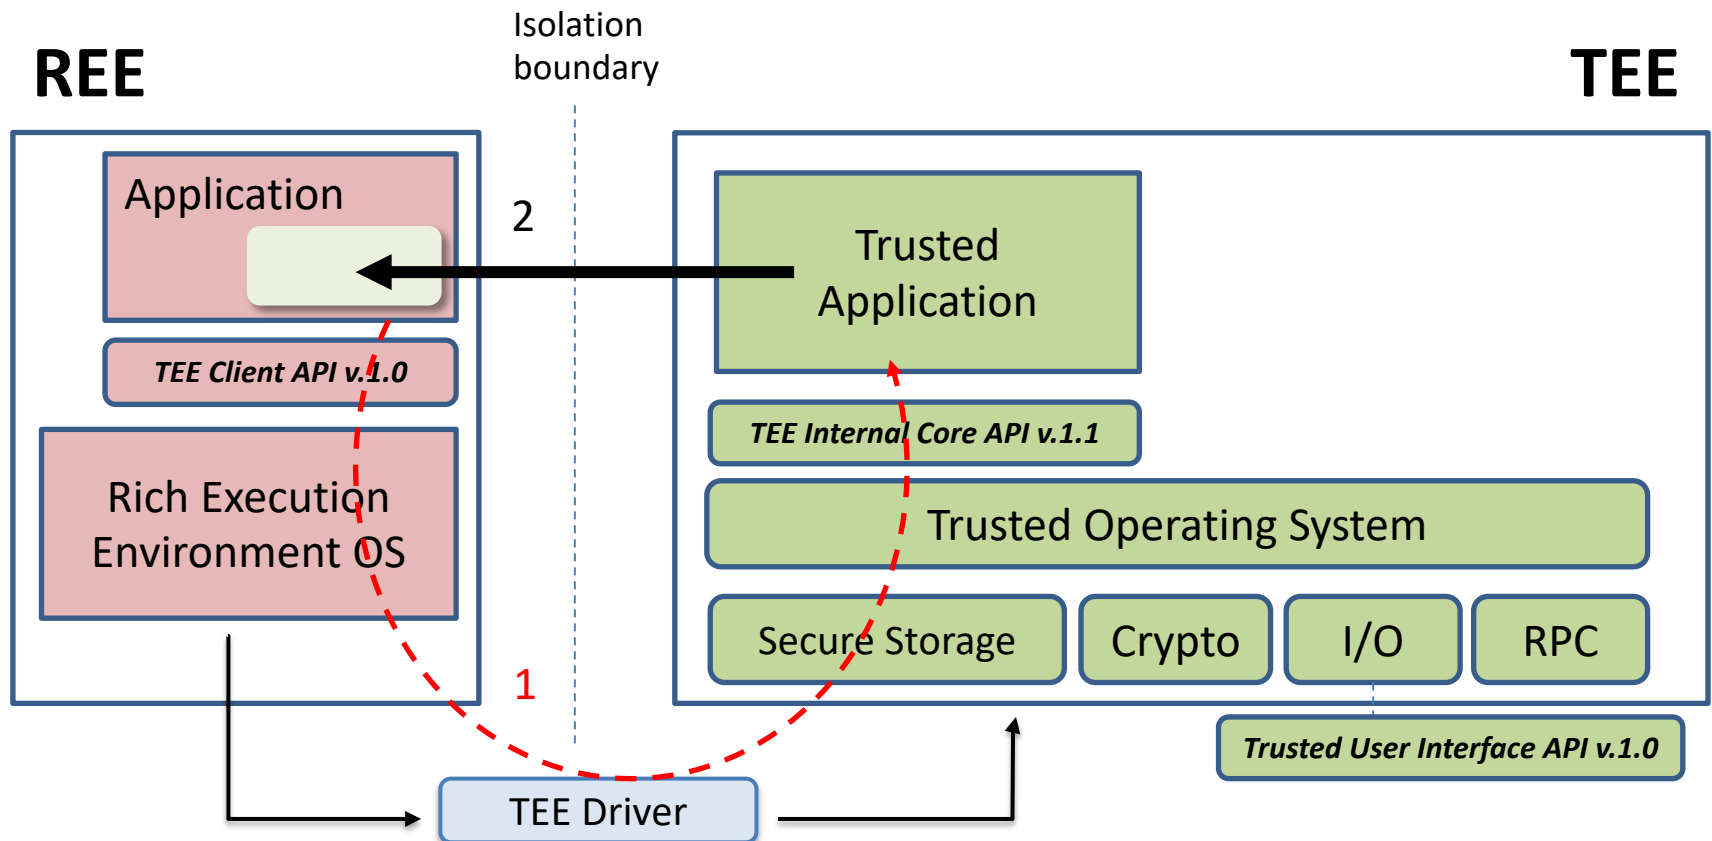 Isolation
boundary
REE
TEE
Application
2
Trusted
Application
TEE Client API v.1.0
TEE Internal Core API v.1.1
Rich Execution
Environment OS
Trusted Operating System
Secure Storage
Crypto
I/O
RPC
1
Trusted User Interface API v.1.0
TEE Driver